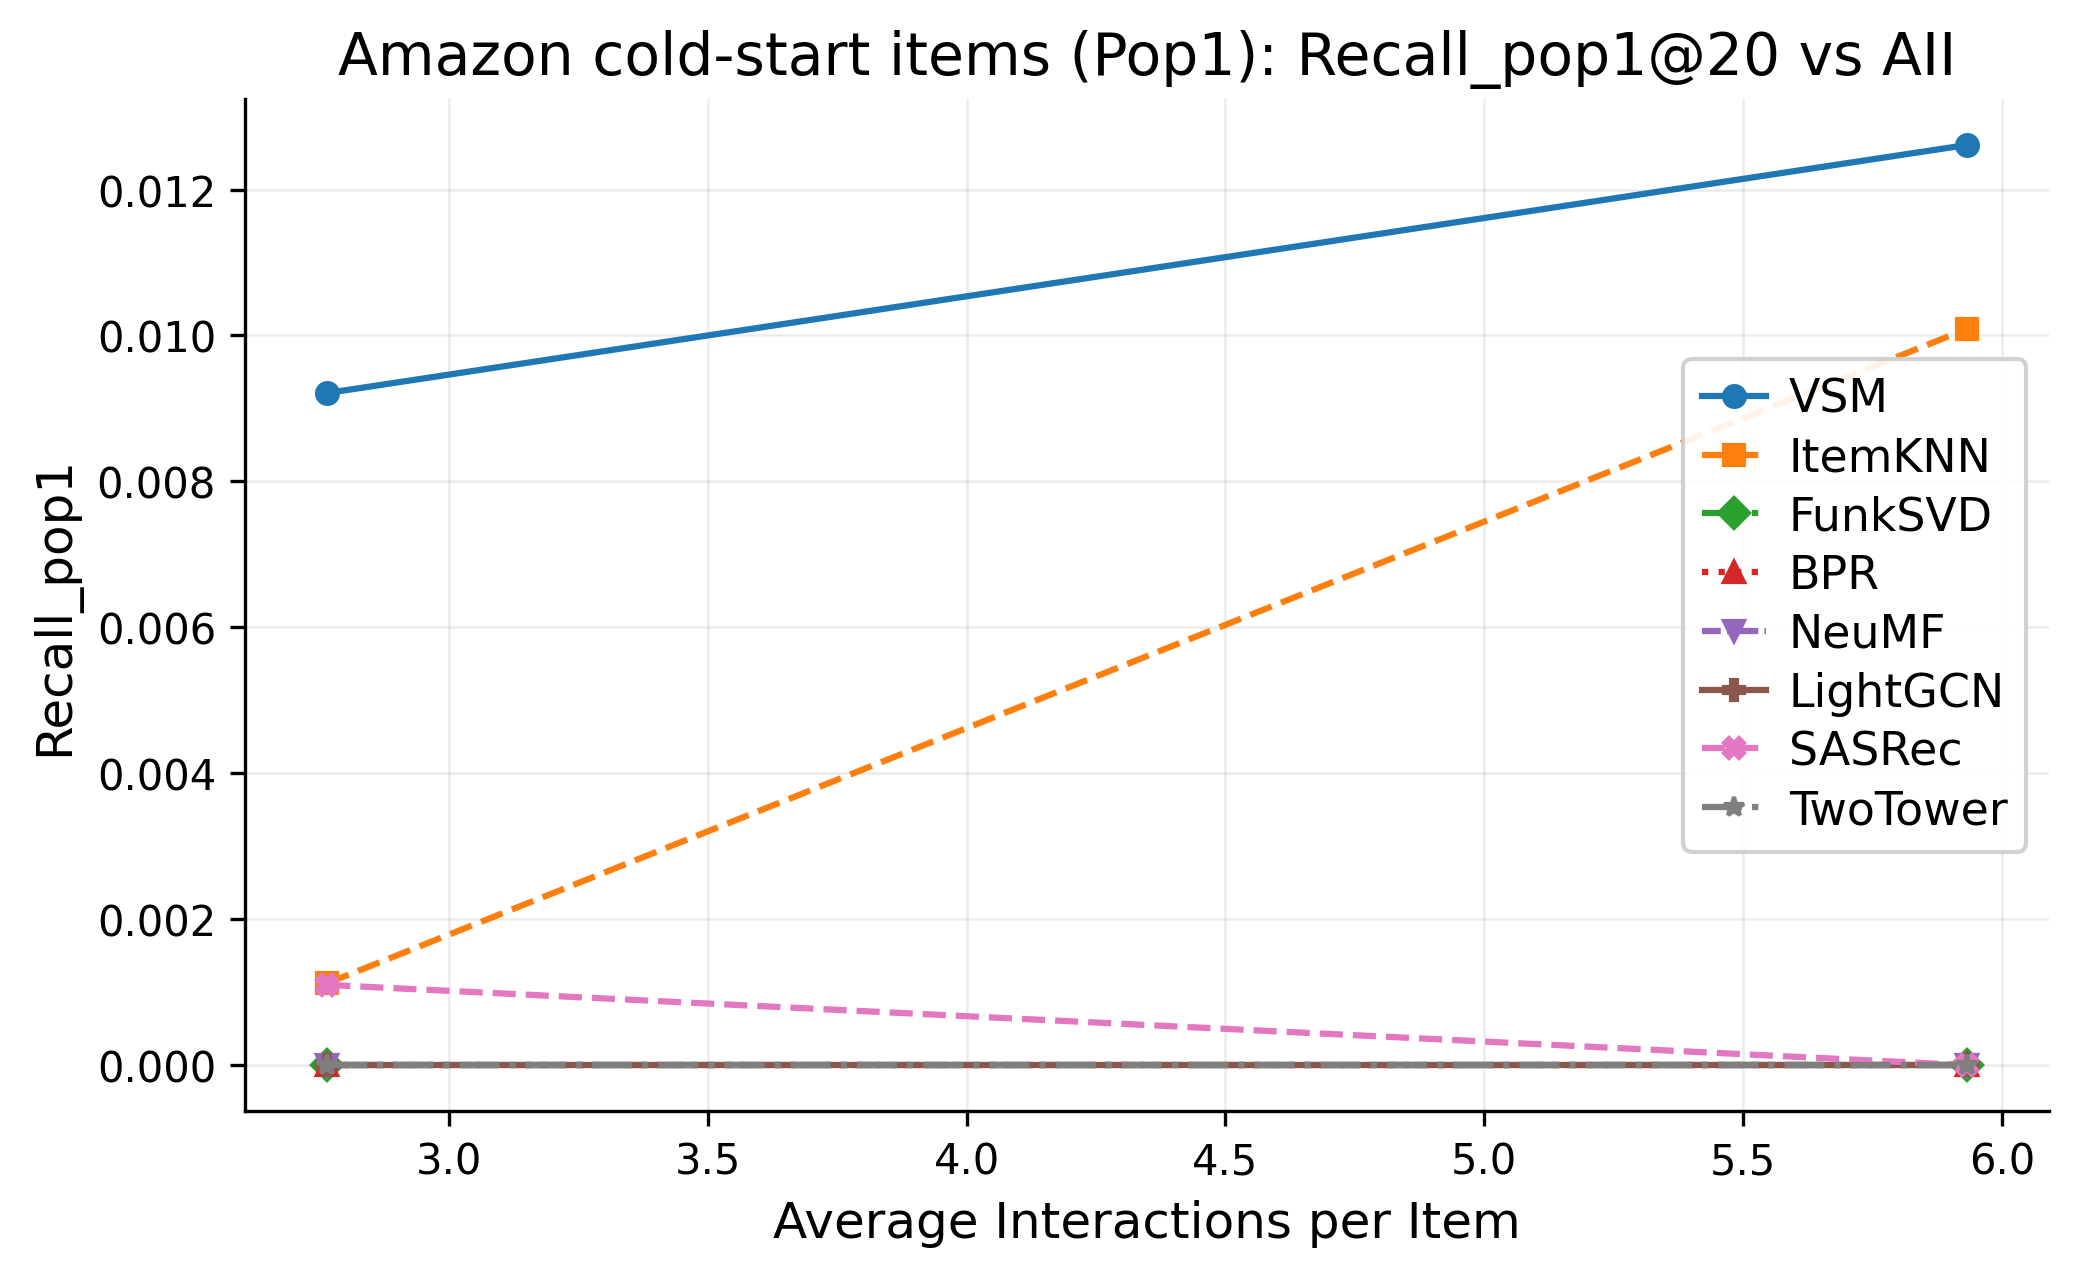 Amazon cold-start items (Pop1): Recall_pop1@20 vs AII
Recall_pop1
0.012
0.010
0.008
0.006
0.004
0.002
0.000
VSM
ItemKNN
FunkSVD
BPR
NeuMF
LightGCN
SASRec
TwoTower
3.0 3.5 4.0 4.5 5.0 5.5 6.0
Average Interactions per Item